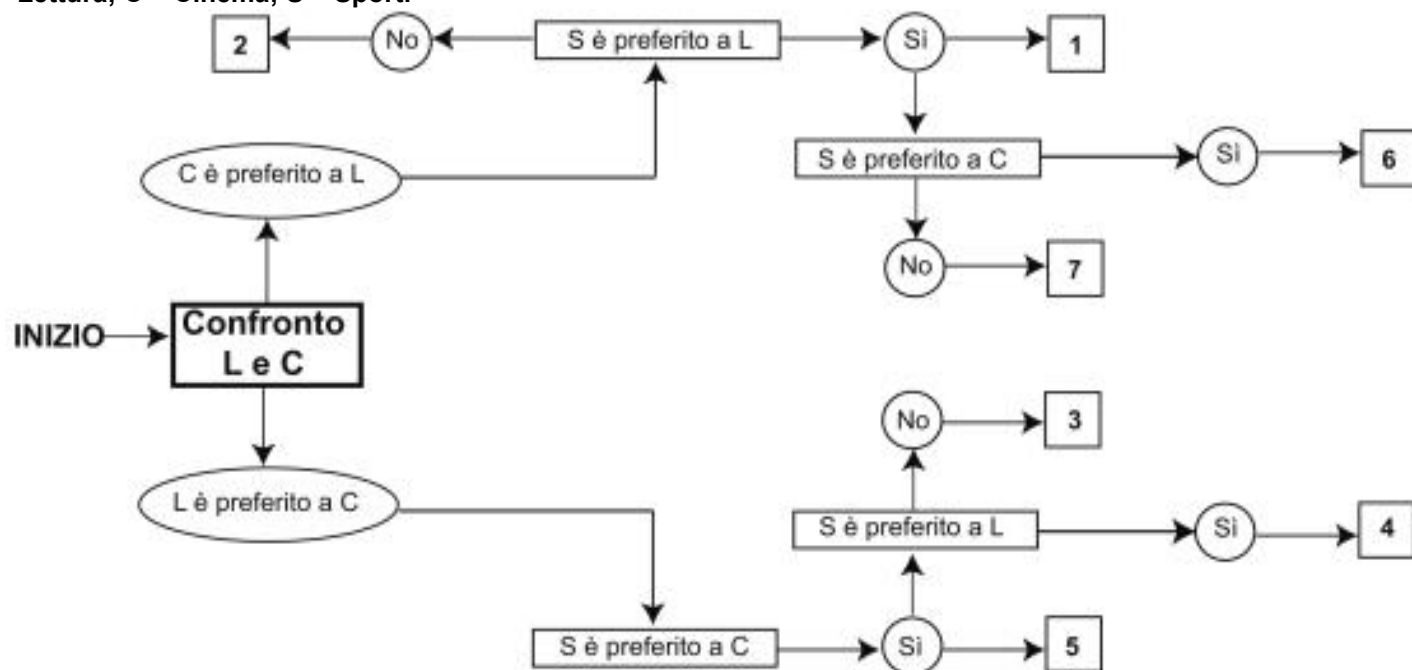 Lettura; C = Cinema; S = Sport.
2 No S è preferito a L Sì 1
S è preferito a C Sì 6
C è preferito a L
No 7
INIZIO Confronto
L e C
No 3
L è preferito a C
S è preferito a L Sì 4
S è preferito a C Sì 5